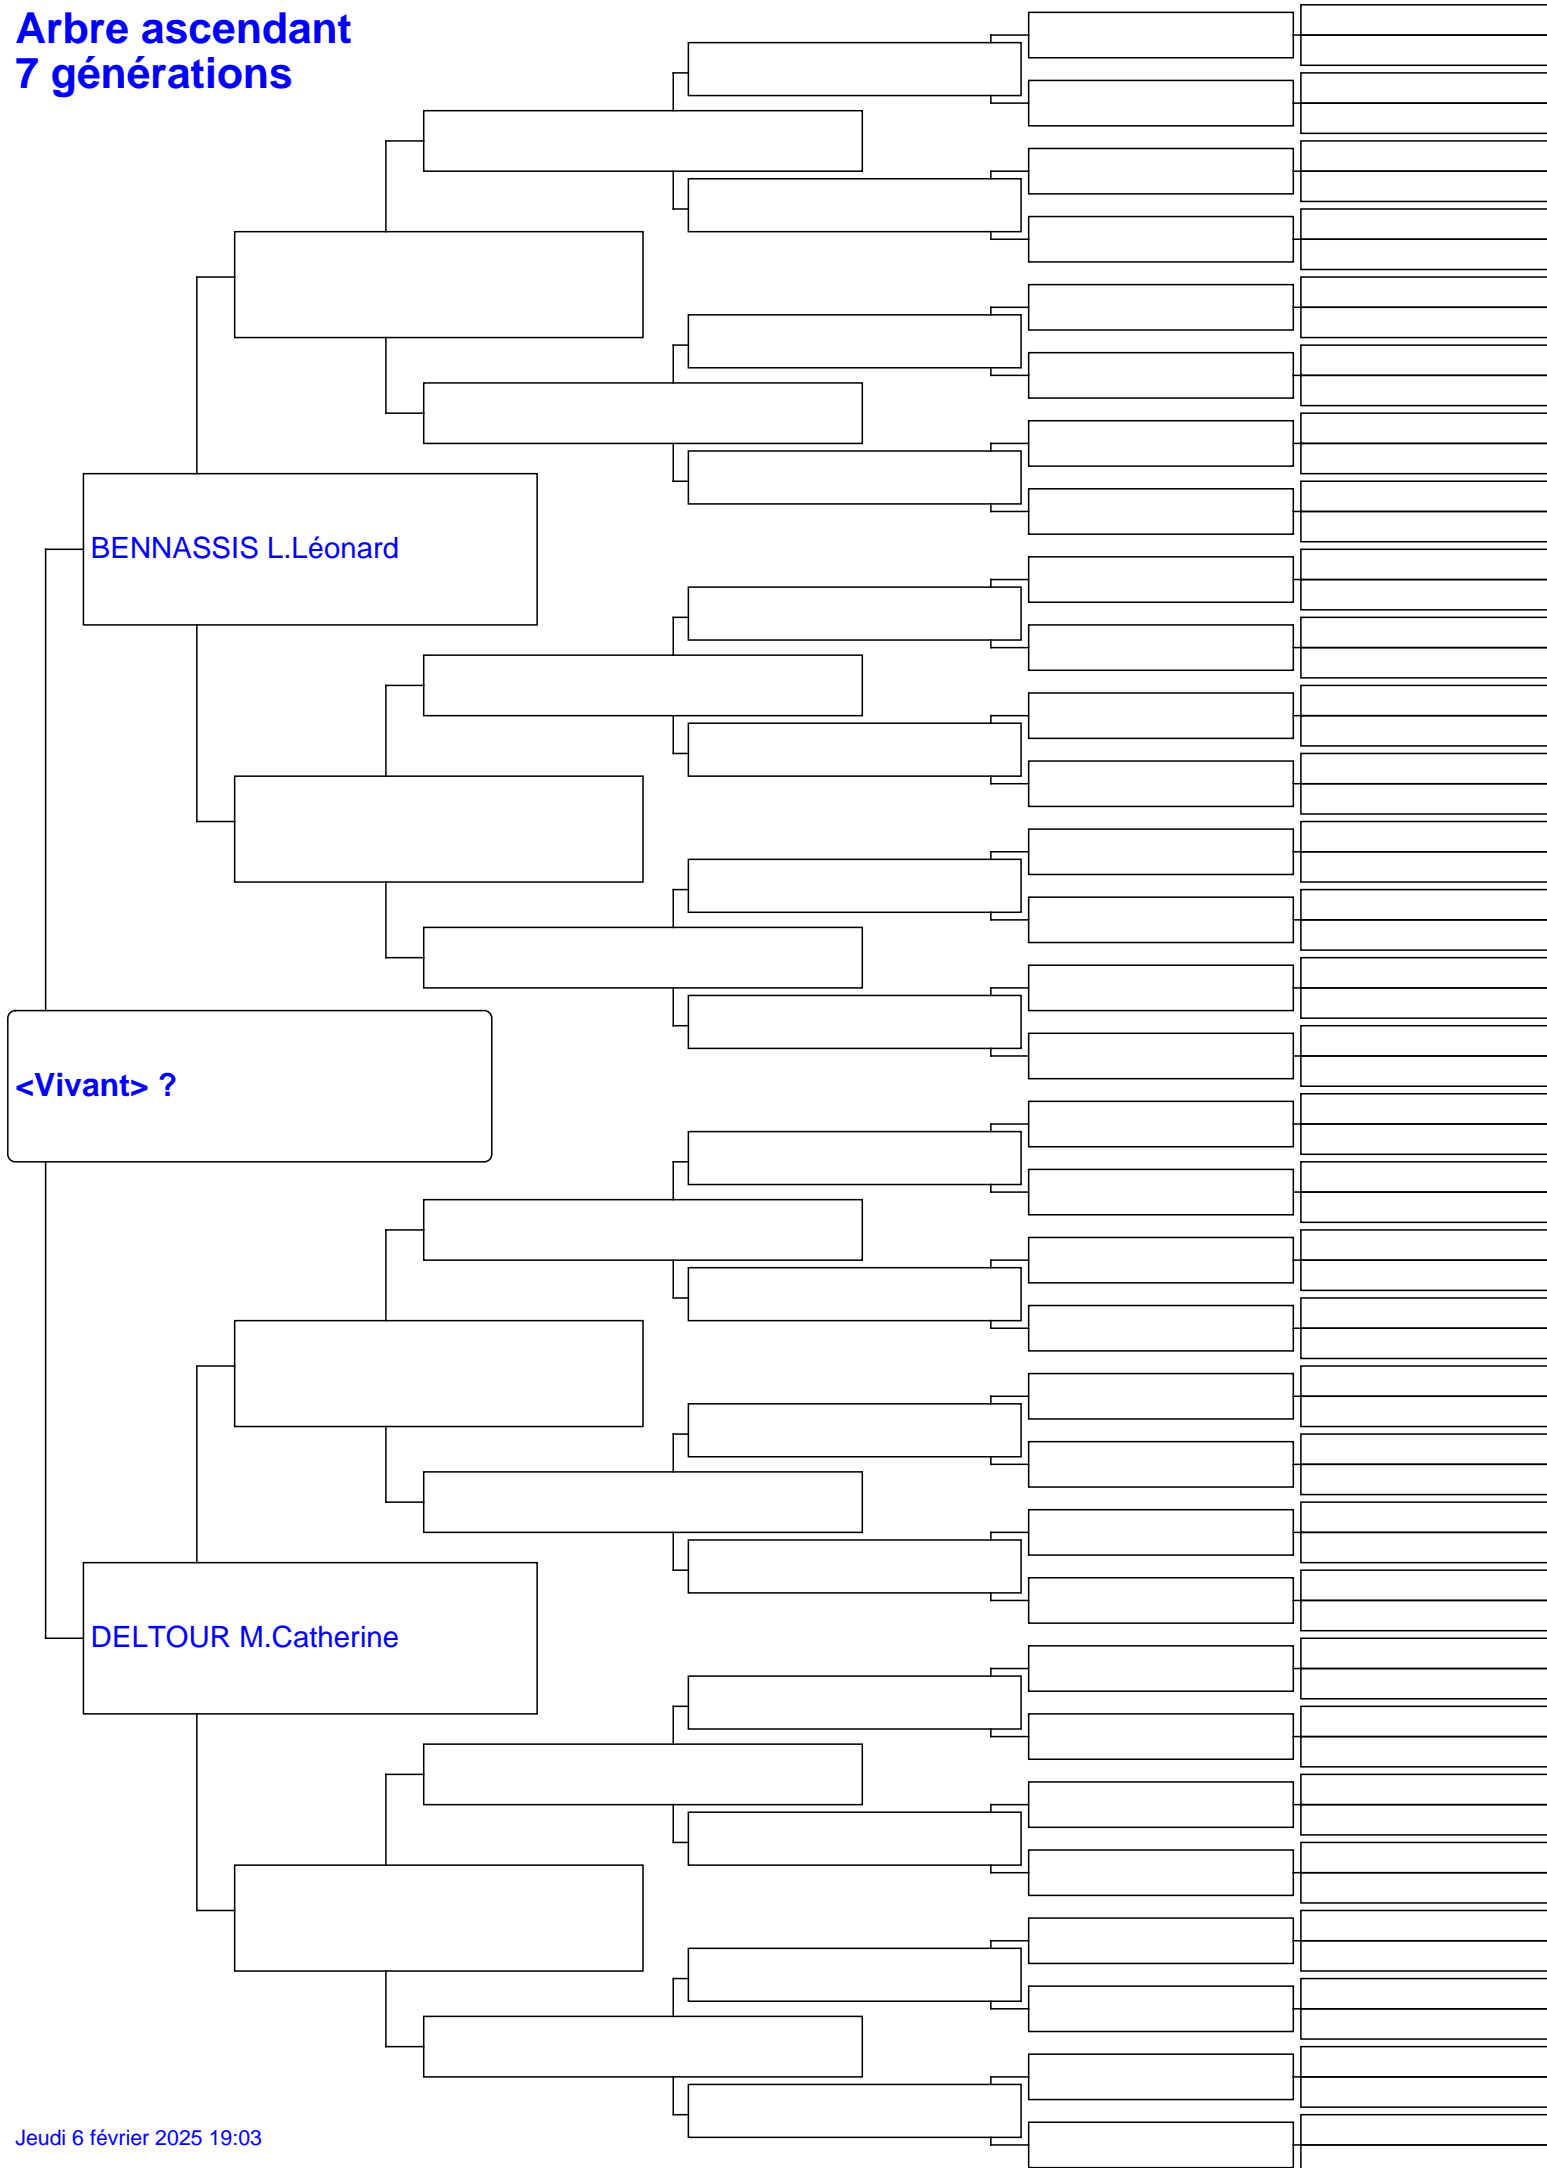 Arbre ascendant
7 générations
BENNASSIS L.Léonard
<Vivant> ?
DELTOUR M.Catherine
Jeudi 6 février 2025 19:03